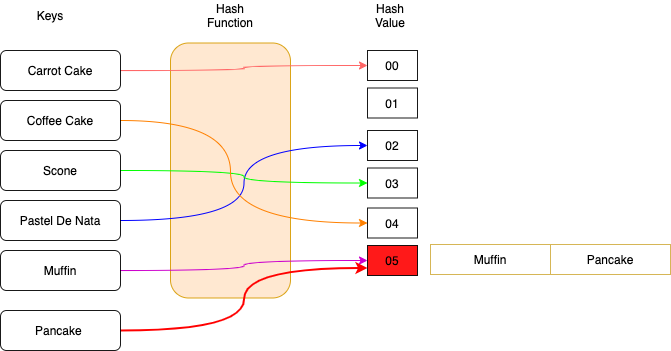 Keys
Hash
Function
Hash
Value
Carrot Cake
00
01
Coffee Cake
02
Scone
03
Pastel De Nata
04
Muffin
05
Muffin
Pancake
Pancake